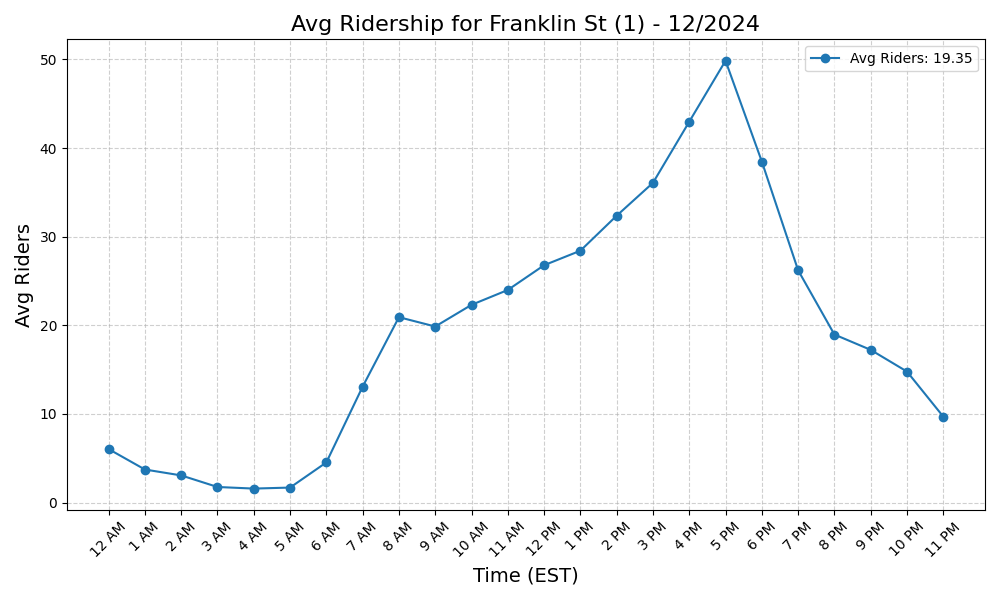 Avg Ridership for Franklin St (1) - 12/2024
Avg Riders: 19.35
Avg Riders
50
40
30
20
10
0
12 AM
1 AM
2 AM
3 AM
4 AM
5 AM
6 AM
7 AM
8 AM
9 AM
10 AM
11 AM
12 PM
1 PM
2 PM
3 PM
4 PM
5 PM
6 PM
7 PM
8 PM
9 PM
10 PM
11 PM
Time (EST)